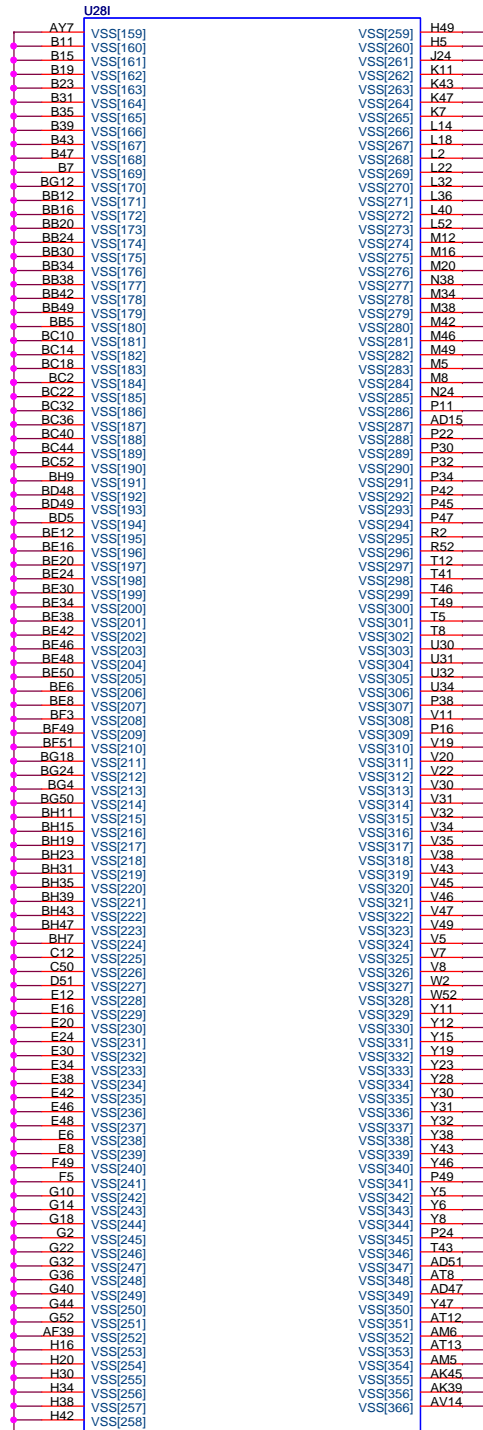 U28I
AY7 VSS[159] VSS[259] H49
B11 VSS[160] VSS[260] H5
B15 VSS[161] VSS[261] J24
B19 VSS[162] VSS[262] K11
B23 VSS[163] VSS[263] K43
B31 VSS[164] VSS[264] K47
B35 VSS[165] VSS[265] K7
B39 VSS[166] VSS[266] L14
B43 VSS[167] VSS[267] L18
B47 VSS[168] VSS[268] L2
B7 VSS[169] VSS[269] L22
BG12 VSS[170] VSS[270] L32
BB12 VSS[171] VSS[271] L36
BB16 VSS[172] VSS[272] L40
BB20 VSS[173] VSS[273] L52
BB24 VSS[174] VSS[274] M12
BB30 VSS[175] VSS[275] M16
BB34 VSS[176] VSS[276] M20
BB38 VSS[177] VSS[277] N38
BB42 VSS[178] VSS[278] M34
BB49 VSS[179] VSS[279] M38
BB5 VSS[180] VSS[280] M42
BC10 VSS[181] VSS[281] M46
BC14 VSS[182] VSS[282] M49
BC18 VSS[183] VSS[283] M5
BC2 VSS[184] VSS[284] M8
BC22 VSS[185] VSS[285] N24
BC32 VSS[186] VSS[286] P11
BC36 VSS[187] VSS[287] AD15
BC40 VSS[188] VSS[288] P22
BC44 VSS[189] VSS[289] P30
BC52 VSS[190] VSS[290] P32
BH9 VSS[191] VSS[291] P34
BD48 VSS[192] VSS[292] P42
BD49 VSS[193] VSS[293] P45
BD5 VSS[194] VSS[294] P47
BE12 VSS[195] VSS[295] R2
BE16 VSS[196] VSS[296] R52
BE20 VSS[197] VSS[297] T12
BE24 VSS[198] VSS[298] T41
BE30 VSS[199] VSS[299] T46
BE34 VSS[200] VSS[300] T49
BE38 VSS[201] VSS[301] T5
BE42 VSS[202] VSS[302] T8
BE46 VSS[203] VSS[303] U30
BE48 VSS[204] VSS[304] U31
BE50 VSS[205] VSS[305] U32
BE6 VSS[206] VSS[306] U34
BE8 VSS[207] VSS[307] P38
BF3 VSS[208] VSS[308] V11
BF49 VSS[209] VSS[309] P16
BF51 VSS[210] VSS[310] V19
BG18 VSS[211] VSS[311] V20
BG24 VSS[212] VSS[312] V22
BG4 VSS[213] VSS[313] V30
BG50 VSS[214] VSS[314] V31
BH11 VSS[215] VSS[315] V32
BH15 VSS[216] VSS[316] V34
BH19 VSS[217] VSS[317] V35
BH23 VSS[218] VSS[318] V38
BH31 VSS[219] VSS[319] V43
BH35 VSS[220] VSS[320] V45
BH39 VSS[221] VSS[321] V46
BH43 VSS[222] VSS[322] V47
BH47 VSS[223] VSS[323] V49
BH7 VSS[224] VSS[324] V5
C12 VSS[225] VSS[325] V7
C50 VSS[226] VSS[326] V8
D51 VSS[227] VSS[327] W2
E12 VSS[228] VSS[328] W52
E16 VSS[229] VSS[329] Y11
E20 VSS[230] VSS[330] Y12
E24 VSS[231] VSS[331] Y15
E30 VSS[232] VSS[332] Y19
E34 VSS[233] VSS[333] Y23
E38 VSS[234] VSS[334] Y28
E42 VSS[235] VSS[335] Y30
E46 VSS[236] VSS[336] Y31
E48 VSS[237] VSS[337] Y32
E6 VSS[238] VSS[338] Y38
E8 VSS[239] VSS[339] Y43
F49 VSS[240] VSS[340] Y46
F5 VSS[241] VSS[341] P49
G10 VSS[242] VSS[342] Y5
G14 VSS[243] VSS[343] Y6
G18 VSS[244] VSS[344] Y8
G2 VSS[245] VSS[345] P24
G22 VSS[246] VSS[346] T43
G32 VSS[247] VSS[347] AD51
G36 VSS[248] VSS[348] AT8
G40 VSS[249] VSS[349] AD47
G44 VSS[250] VSS[350] Y47
G52 VSS[251] VSS[351] AT12
AF39 VSS[252] VSS[352] AM6
H16 VSS[253] VSS[353] AT13
H20 VSS[254] VSS[354] AM5
H30 VSS[255] VSS[355] AK45
H34 VSS[256] VSS[356] AK39
H38 VSS[257] VSS[366] AV14
H42 VSS[258]